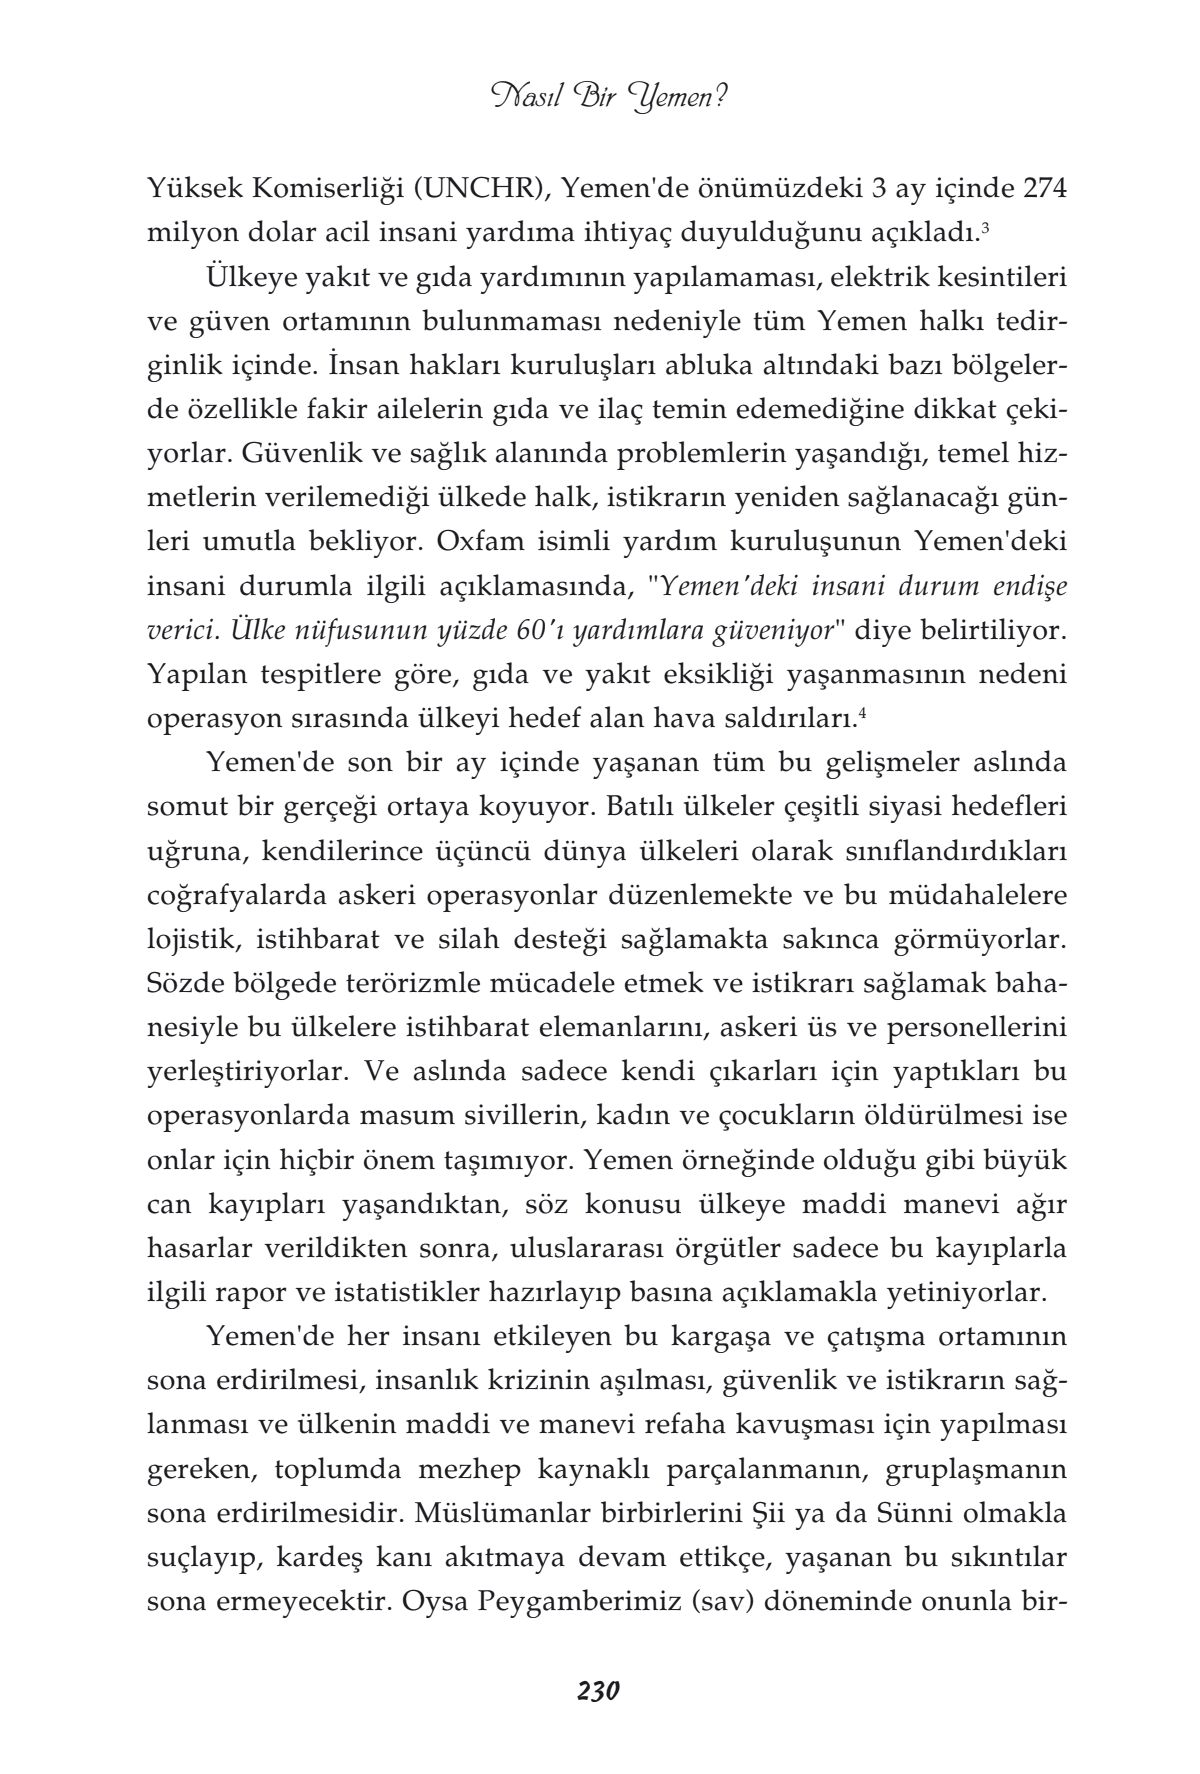 Nasıl Bir Yemen?
Yüksek Komiserliği (UNCHR), Yemen'de önümüzdeki 3 ay içinde 274
milyon dolar acil insani yardıma ihtiyaç duyulduğunu açıkladı.³
Ülkeye yakıt ve gıda yardımının yapılamaması, elektrik kesintileri
ve güven ortamının bulunmaması nedeniyle tüm Yemen halkı tedir-
ginlik içinde. İnsan hakları kuruluşları abluka altındaki bazı bölgeler-
de özellikle fakir ailelerin gıda ve ilaç temin edemediğine dikkat çeki-
yorlar. Güvenlik ve sağlık alanında problemlerin yaşandığı, temel hiz-
metlerin verilemediği ülkede halk, istikrarın yeniden sağlanacağı gün-
leri umutla bekliyor. Oxfam isimli yardım kuruluşunun Yemen'deki
insani durumla ilgili açıklamasında, "Yemen'deki insani durum endişe
verici. Ülke nüfusunun yüzde 60'ı yardımlara güveniyor" diye belirtiliyor.
Yapılan tespitlere göre, gıda ve yakıt eksikliği yaşanmasının nedeni
operasyon sırasında ülkeyi hedef alan hava saldırıları.⁴
Yemen'de son bir ay içinde yaşanan tüm bu gelişmeler aslında
somut bir gerçeği ortaya koyuyor. Batılı ülkeler çeşitli siyasi hedefleri
uğruna, kendilerince üçüncü dünya ülkeleri olarak sınıflandırdıkları
coğrafyalarda askeri operasyonlar düzenlemekte ve bu müdahalelere
lojistik, istihbarat ve silah desteği sağlamakta sakınca görmüyorlar.
Sözde bölgede terörizmle mücadele etmek ve istikrarı sağlamak baha-
nesiyle bu ülkelere istihbarat elemanlarını, askeri üs ve personellerini
yerleştiriyorlar. Ve aslında sadece kendi çıkarları için yaptıkları bu
operasyonlarda masum sivillerin, kadın ve çocukların öldürülmesi ise
onlar için hiçbir önem taşımıyor. Yemen örneğinde olduğu gibi büyük
can kayıpları yaşandıktan, söz konusu ülkeye maddi manevi ağır
hasarlar verildikten sonra, uluslararası örgütler sadece bu kayıplarla
ilgili rapor ve istatistikler hazırlayıp basına açıklamakla yetiniyorlar.
Yemen'de her insanı etkileyen bu kargaşa ve çatışma ortamının
sona erdirilmesi, insanlık krizinin aşılması, güvenlik ve istikrarın sağ-
lanması ve ülkenin maddi ve manevi refaha kavuşması için yapılması
gereken, toplumda mezhep kaynaklı parçalanmanın, gruplaşmanın
sona erdirilmesidir. Müslümanlar birbirlerini Şii ya da Sünni olmakla
suçlayıp, kardeş kanı akıtmaya devam ettikçe, yaşanan bu sıkıntılar
sona ermeyecektir. Oysa Peygamberimiz (sav) döneminde onunla bir-
230